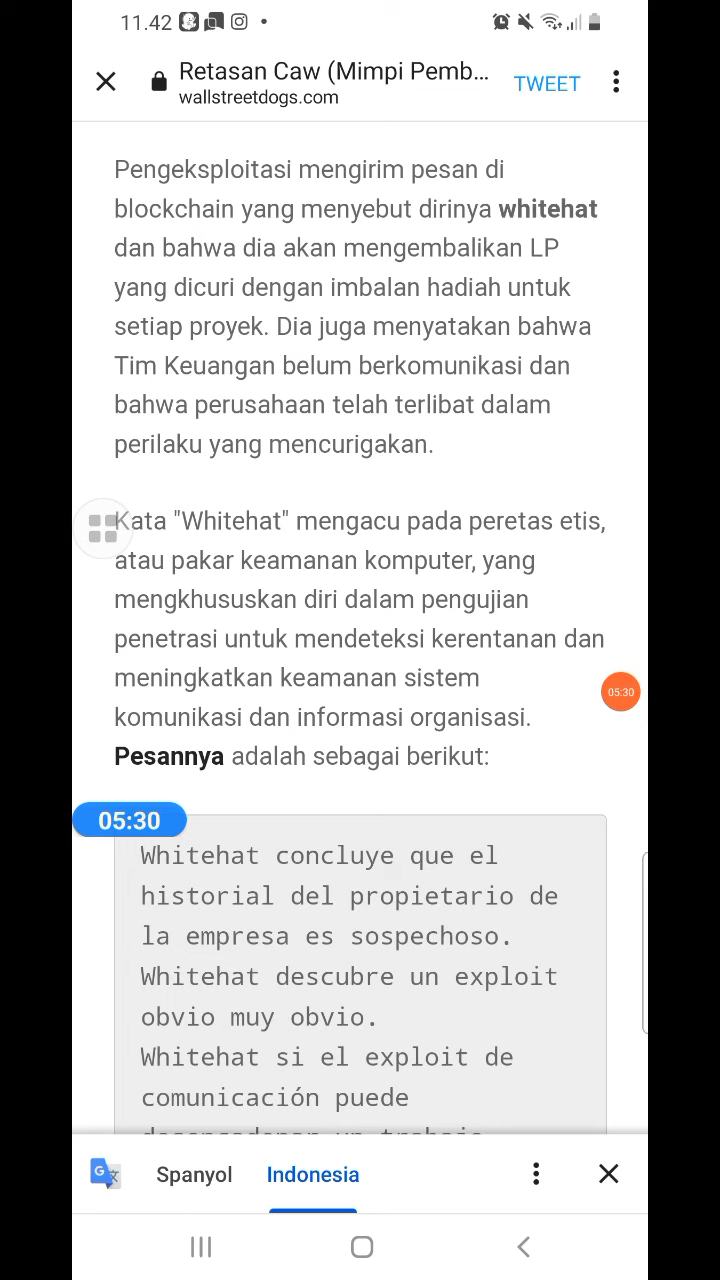 11.42
Retasan Caw (Mimpi Pemb...
wallstreetdogs.com
TWEET
Pengeksploitasi mengirim pesan di
blockchain yang menyebut dirinya whitehat
dan bahwa dia akan mengembalikan LP
yang dicuri dengan imbalan hadiah untuk
setiap proyek. Dia juga menyatakan bahwa
Tim Keuangan belum berkomunikasi dan
bahwa perusahaan telah terlibat dalam
perilaku yang mencurigakan.
Kata "Whitehat" mengacu pada peretas etis,
atau pakar keamanan komputer, yang
mengkhususkan diri dalam pengujian
penetrasi untuk mendeteksi kerentanan dan
meningkatkan keamanan sistem
05:30
komunikasi dan informasi organisasi.
Pesannya adalah sebagai berikut:
05:30
Whitehat concluye que el
historial del propietario de
la empresa es sospechoso.
Whitehat descubre un exploit
obvio muy obvio.
Whitehat si el exploit de
comunicación puede
Spanyol
Indonesia